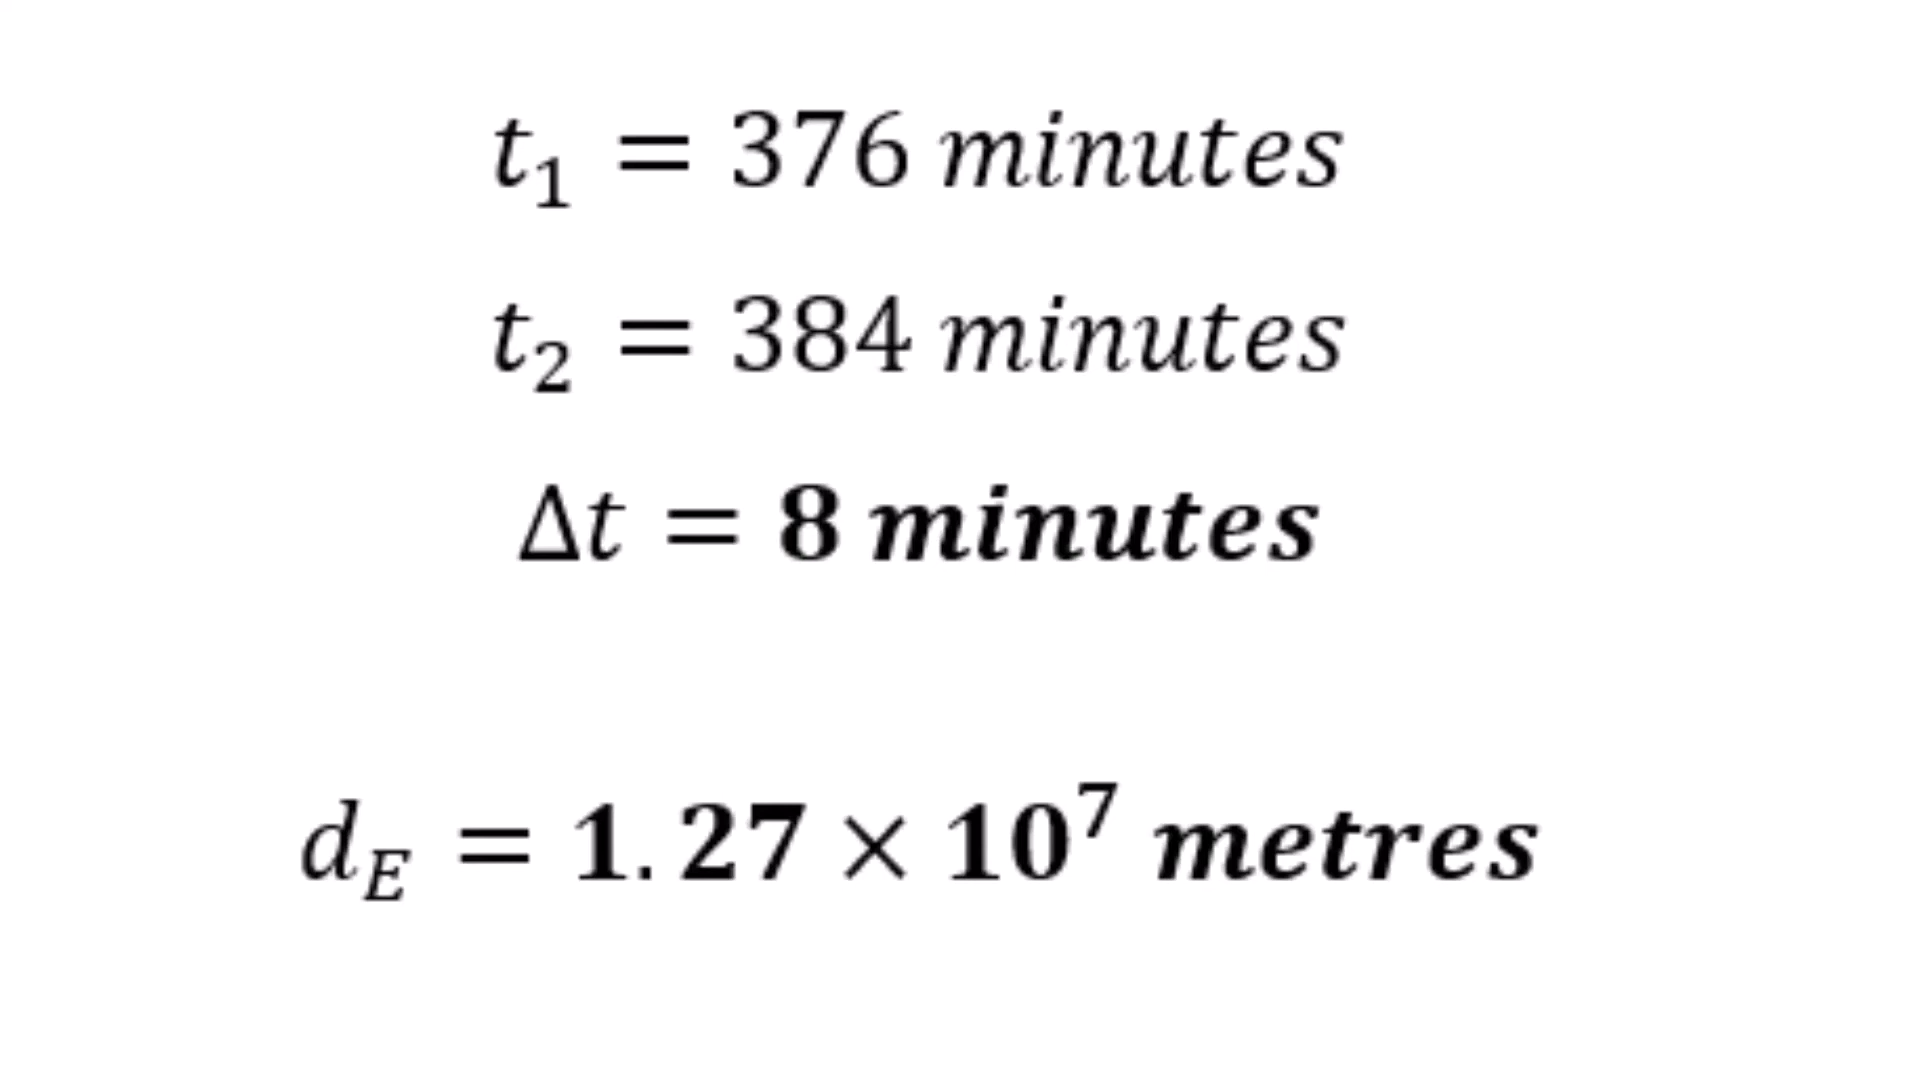 t₁ = 376 minutes
t₂ = 384 minutes
Δt = 8 minutes
d_E = 1.27 × 10⁷ metres